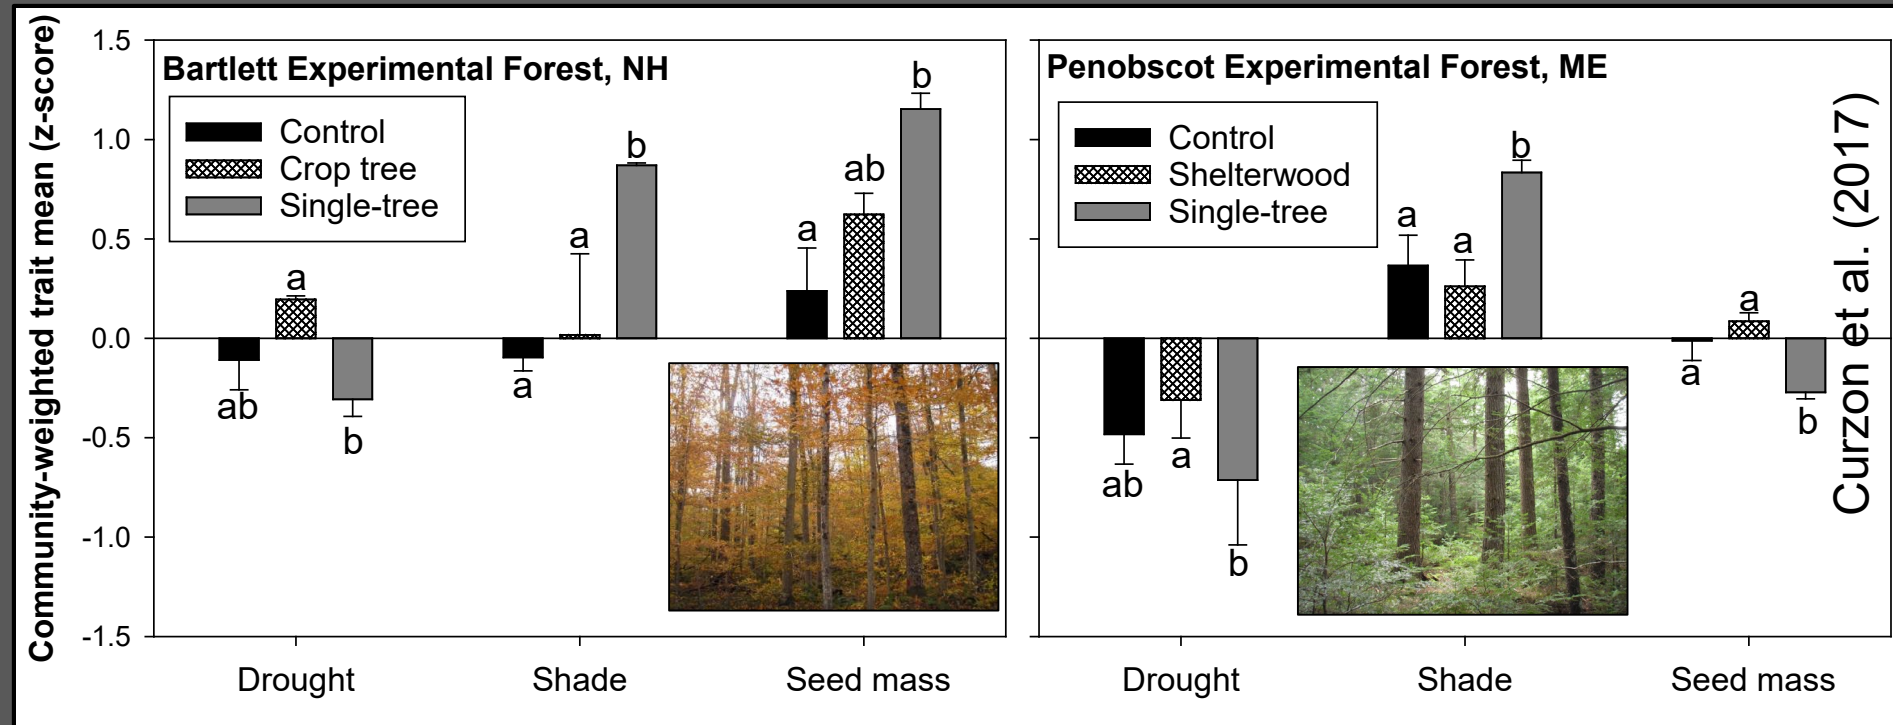 Community-weighted trait mean (z-score)
1.5
1.0
0.5
0.0
-0.5
-1.0
-1.5
Bartlett Experimental Forest, NH
Control
Crop tree
Single-tree
ab
a
b
a
a
b
a
ab
b
Drought
Shade
Seed mass
Penobscot Experimental Forest, ME
Control
Shelterwood
Single-tree
ab
a
b
a
a
b
a
a
b
Drought
Shade
Seed mass
Curzon et al. (2017)